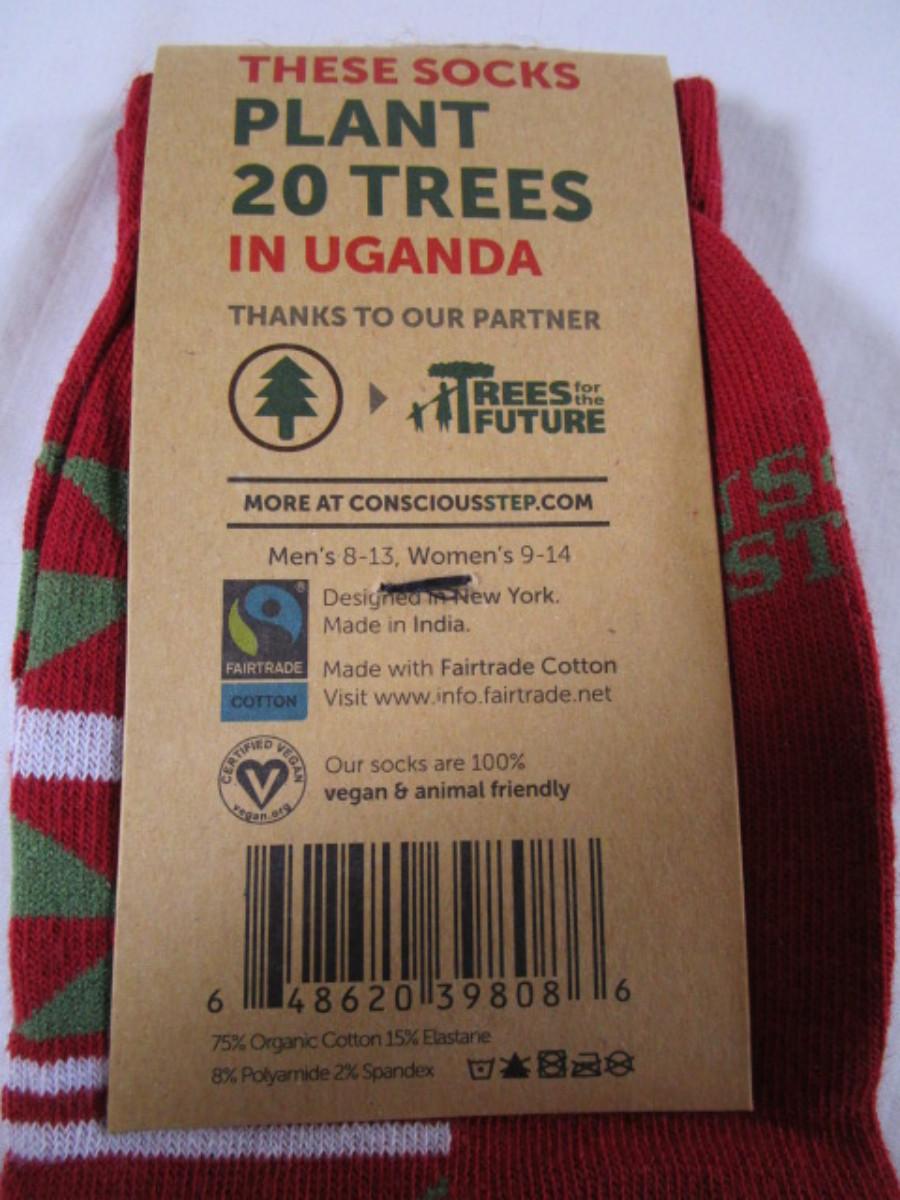 THESE SOCKS
PLANT
20 TREES
IN UGANDA
THANKS TO OUR PARTNER
TREES for the FUTURE
MORE AT CONSCIOUSSTEP.COM
Men's 8-13, Women's 9-14
Designed in New York.
Made in India.
FAIRTRADE
COTTON
®
Made with Fairtrade Cotton
Visit www.info.fairtrade.net
CERTIFIED VEGAN
V
vegan.org
Our socks are 100%
vegan & animal friendly
6 48620 39808 6
75% Organic Cotton 15% Elastane
8% Polyamide 2% Spandex